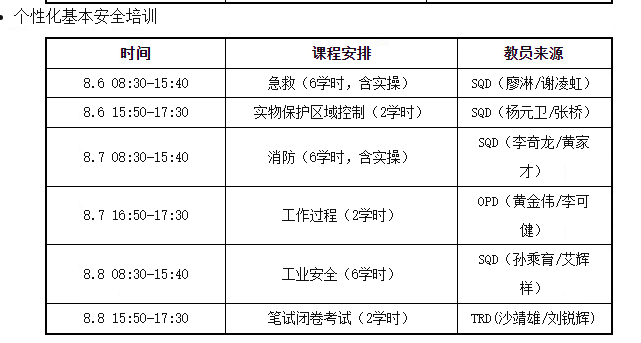 个性化基本安全培训
时间 课程安排 教员来源
8.6 08:30-15:40 急救（6学时，含实操） SQD（廖淋/谢凌虹）
8.6 15:50-17:30 实物保护区域控制（2学时） SQD（杨元卫/张桥）
8.7 08:30-15:40 消防（6学时，含实操） SQD（李奇龙/黄家
才）
8.7 16:50-17:30 工作过程（2学时） OPD（黄金伟/李可
健）
8.8 08:30-15:40 工业安全（6学时） SQD（孙乘育/艾辉
样）
8.8 15:50-17:30 笔试闭卷考试（2学时） TRD(沙靖雄/刘锐辉)